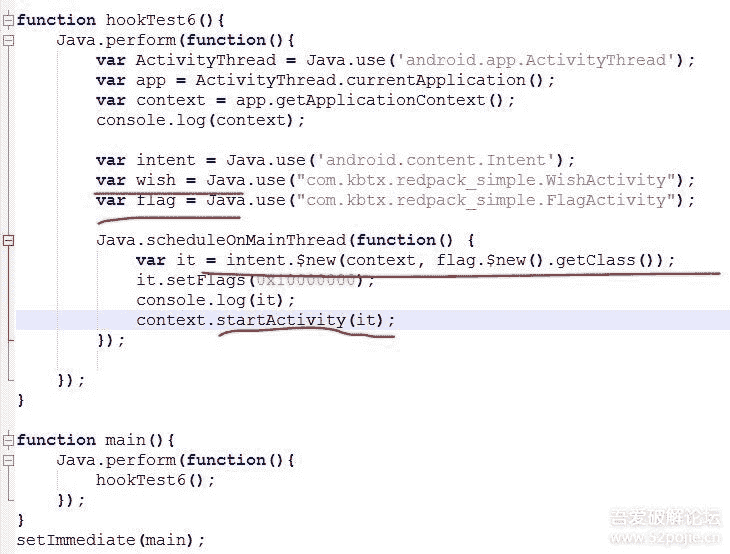 function hookTest6(){
    Java.perform(function(){
        var ActivityThread = Java.use('android.app.ActivityThread');
        var app = ActivityThread.currentApplication();
        var context = app.getApplicationContext();
        console.log(context);
        var intent = Java.use('android.content.Intent');
        var wish = Java.use("com.kbtx.redpack_simple.WishActivity");
        var flag = Java.use("com.kbtx.redpack_simple.FlagActivity");
        Java.scheduleOnMainThread(function() {
            var it = intent.$new(context, flag.$new().getClass());
            it.setFlags(0x10000000);
            console.log(it);
            context.startActivity(it);
        });
    });
}
function main(){
    Java.perform(function(){
        hookTest6();
    });
}
setImmediate(main);
吾爱破解论坛
www.52pojie.cn